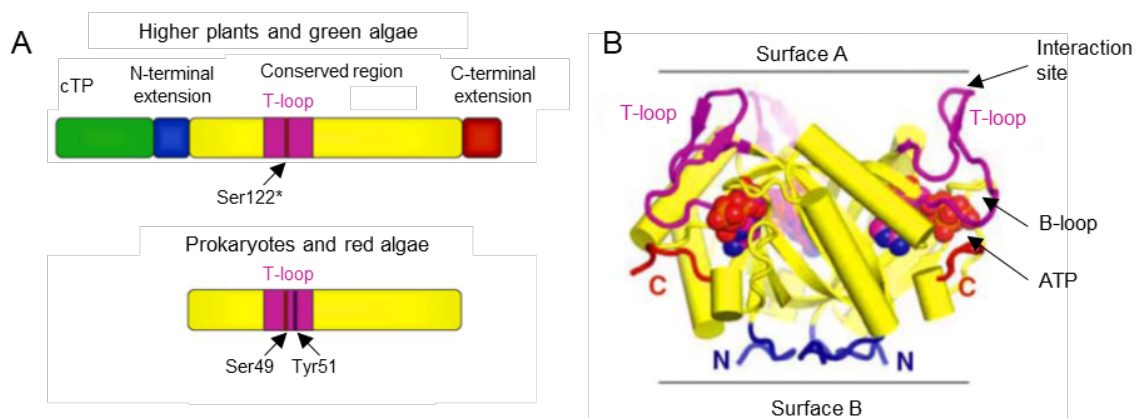 A
Higher plants and green algae
cTP
N-terminal
extension
Conserved region
T-loop
C-terminal
extension
Ser122*
Prokaryotes and red algae
T-loop
Ser49
Tyr51
B
Surface A
Interaction
site
T-loop
T-loop
B-loop
ATP
C
C
N
N
Surface B